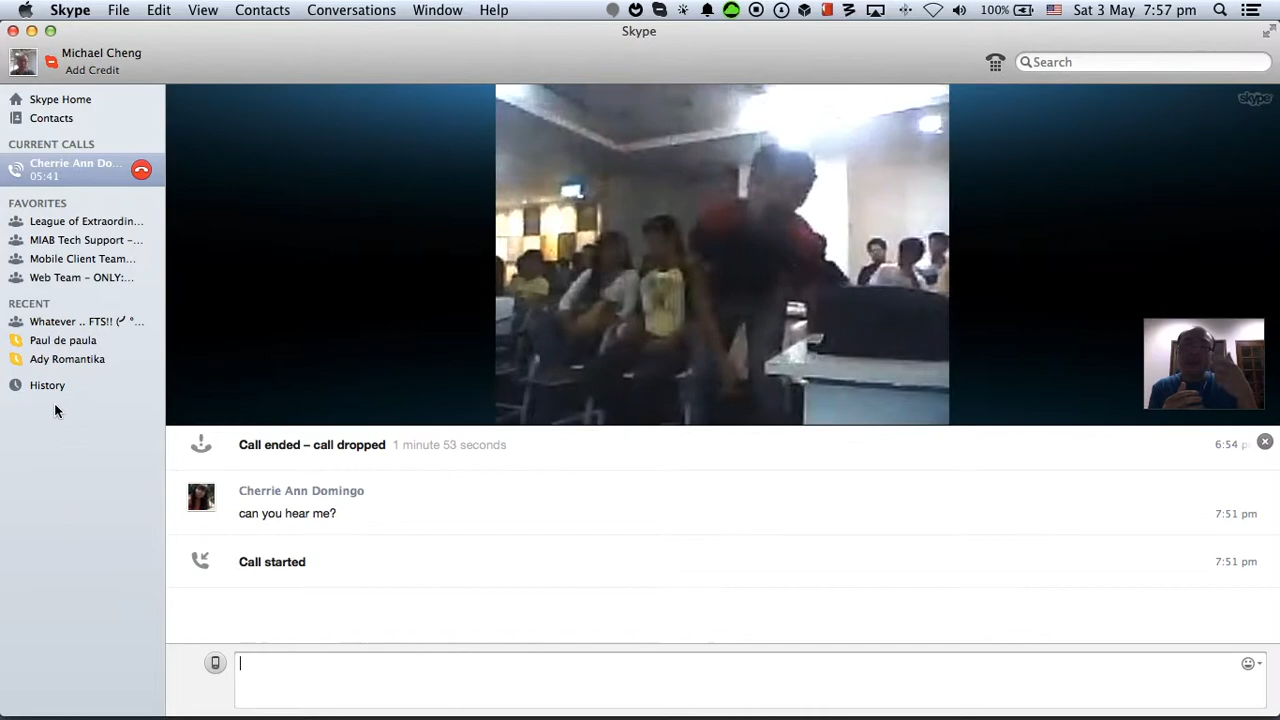 Skype File Edit View Contacts Conversations Window Help 100% Sat 3 May 7:57 pm
Skype
Michael Cheng
Add Credit
Search
Skype Home
Contacts
CURRENT CALLS
Cherrie Ann Do...
05:41
FAVORITES
League of Extraordin...
MIAB Tech Support –...
Mobile Client Team...
Web Team – ONLY:...
RECENT
Whatever .. FTS!! (╯°...
Paul de paula
Ady Romantika
History
skype
Call ended – call dropped 1 minute 53 seconds 6:54 p
Cherrie Ann Domingo
can you hear me? 7:51 pm
Call started 7:51 pm